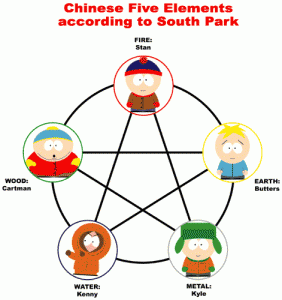 Chinese Five Elements
according to South Park
FIRE:
Stan
WOOD:
Cartman
EARTH:
Butters
WATER:
Kenny
METAL:
Kyle